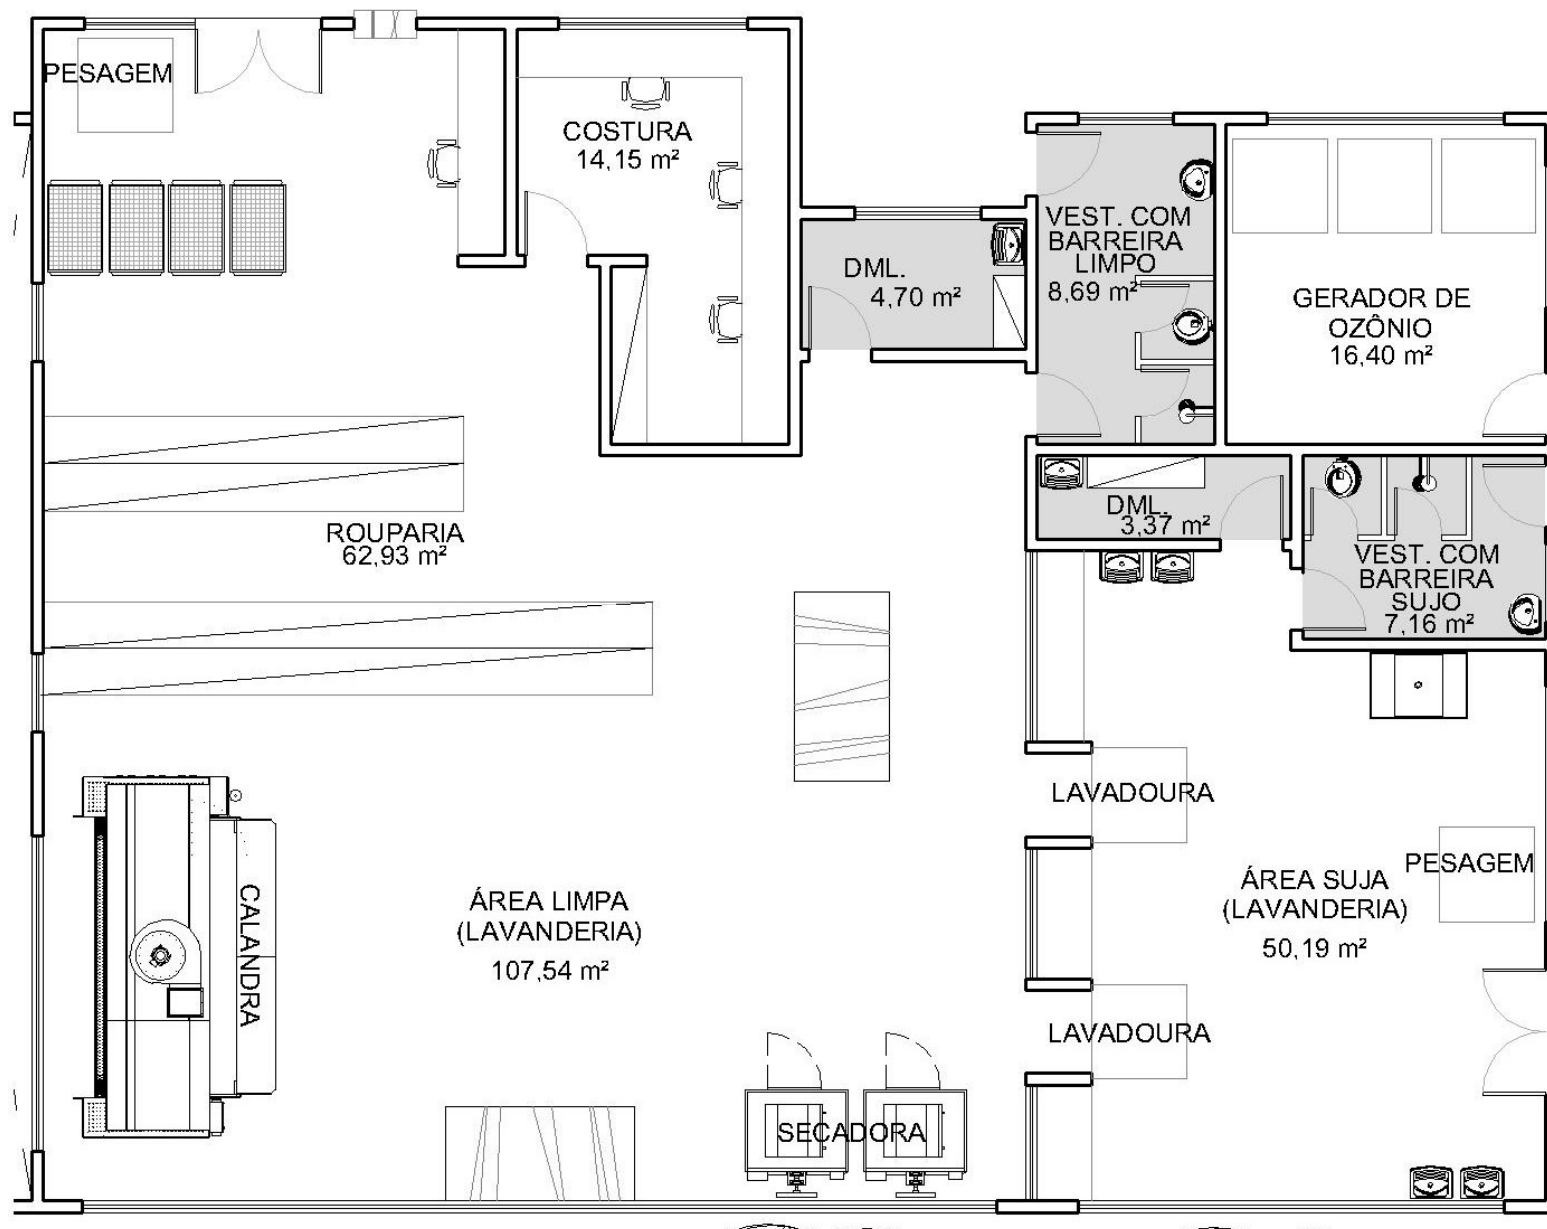 PESAGEM
COSTURA
14,15 m²
VEST. COM
BARREIRA
LIMPO
8,69 m²
DML.
4,70 m²
GERADOR DE
OZÔNIO
16,40 m²
ROUPARIA
62,93 m²
DML.
3,37 m²
VEST. COM
BARREIRA
SUJO
7,16 m²
LAVADOURA
PESAGEM
ÁREA SUJA
(LAVANDERIA)
50,19 m²
CALANDRA
ÁREA LIMPA
(LAVANDERIA)
107,54 m²
LAVADOURA
SECADORA